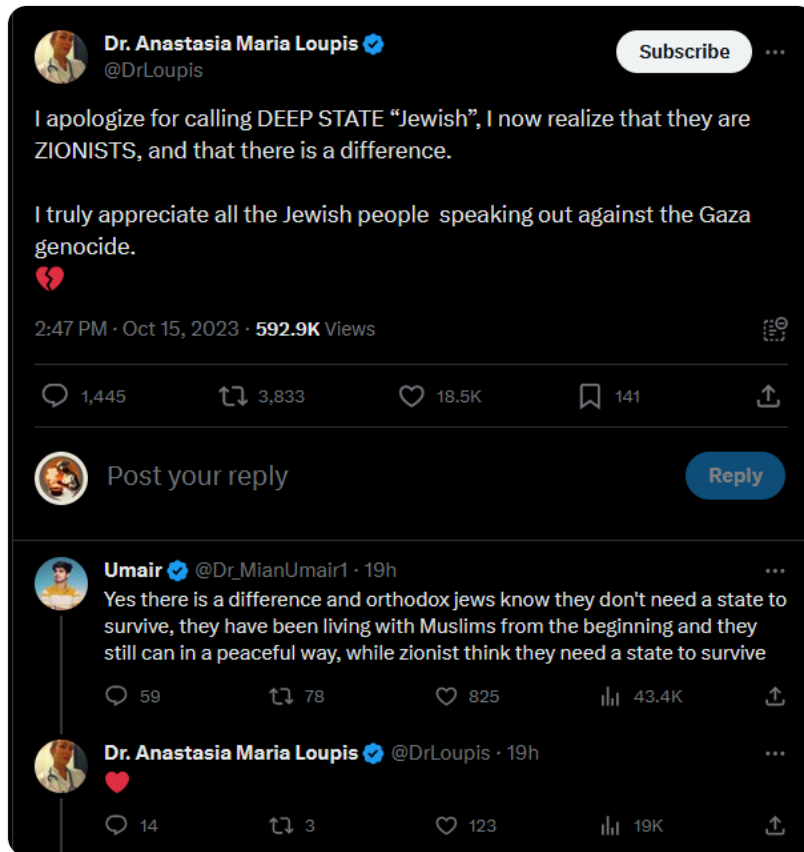 Dr. Anastasia Maria Loupis
@DrLoupis
Subscribe
I apologize for calling DEEP STATE “Jewish”, I now realize that they are
ZIONISTS, and that there is a difference.
I truly appreciate all the Jewish people speaking out against the Gaza
genocide.
💔
2:47 PM · Oct 15, 2023 · 592.9K Views
1,445 3,833 18.5K 141
Post your reply
Reply
Umair @Dr_MianUmair1 · 19h
Yes there is a difference and orthodox jews know they don't need a state to
survive, they have been living with Muslims from the beginning and they
still can in a peaceful way, while zionist think they need a state to survive
59 78 825 43.4K
Dr. Anastasia Maria Loupis @DrLoupis · 19h
❤️
14 3 123 19K